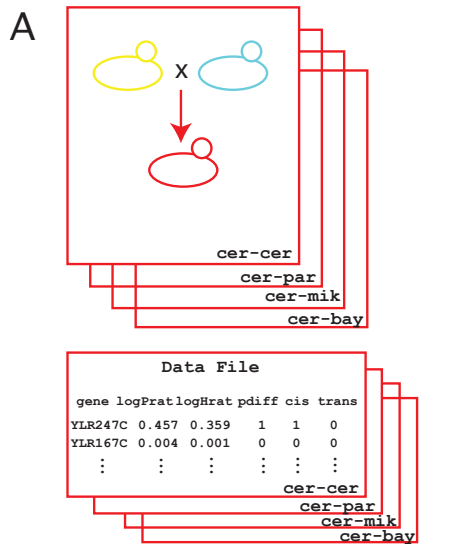 A
x
cer-cer
cer-par
cer-mik
cer-bay
Data File
gene logPrat logHrat pdiff cis trans
YLR247C 0.457 0.359 1 1 0
YLR167C 0.004 0.001 0 0 0
⋮ ⋮ ⋮ ⋮ ⋮ ⋮
cer-cer
cer-par
cer-mik
cer-bay